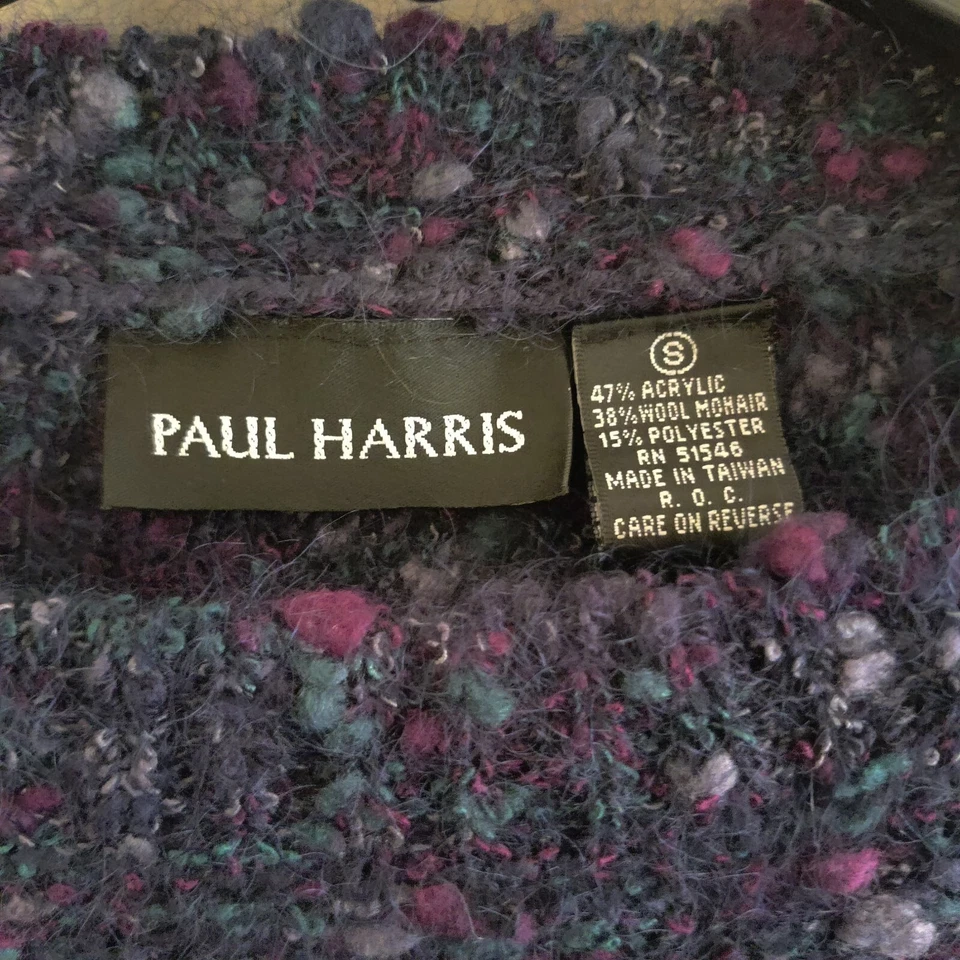 PAUL HARRIS
S
47% ACRYLIC
38% WOOL MOHAIR
15% POLYESTER
RN 51546
MADE IN TAIWAN
R. O. C.
CARE ON REVERSE